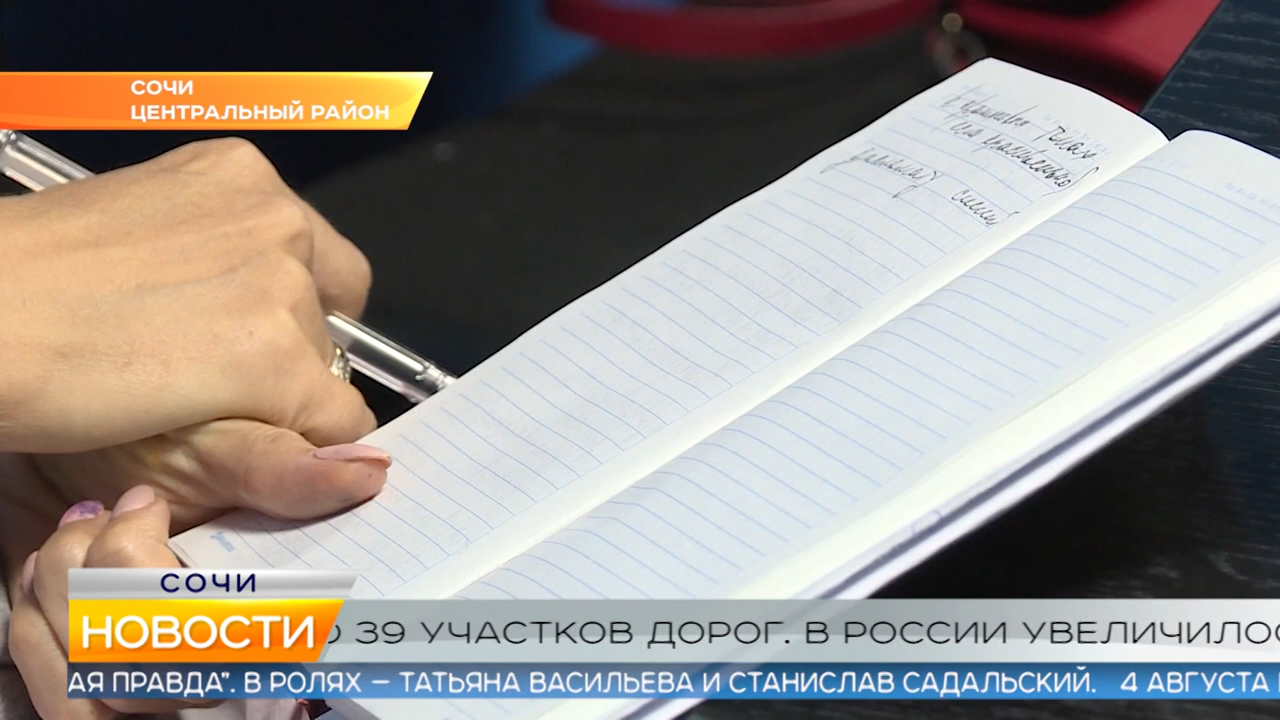 СОЧИ
ЦЕНТРАЛЬНЫЙ РАЙОН
СОЧИ
НОВОСТИ
О 39 УЧАСТКОВ ДОРОГ. В РОССИИ УВЕЛИЧИЛОС
АЯ ПРАВДА". В РОЛЯХ – ТАТЬЯНА ВАСИЛЬЕВА И СТАНИСЛАВ САДАЛЬСКИЙ. 4 АВГУСТА